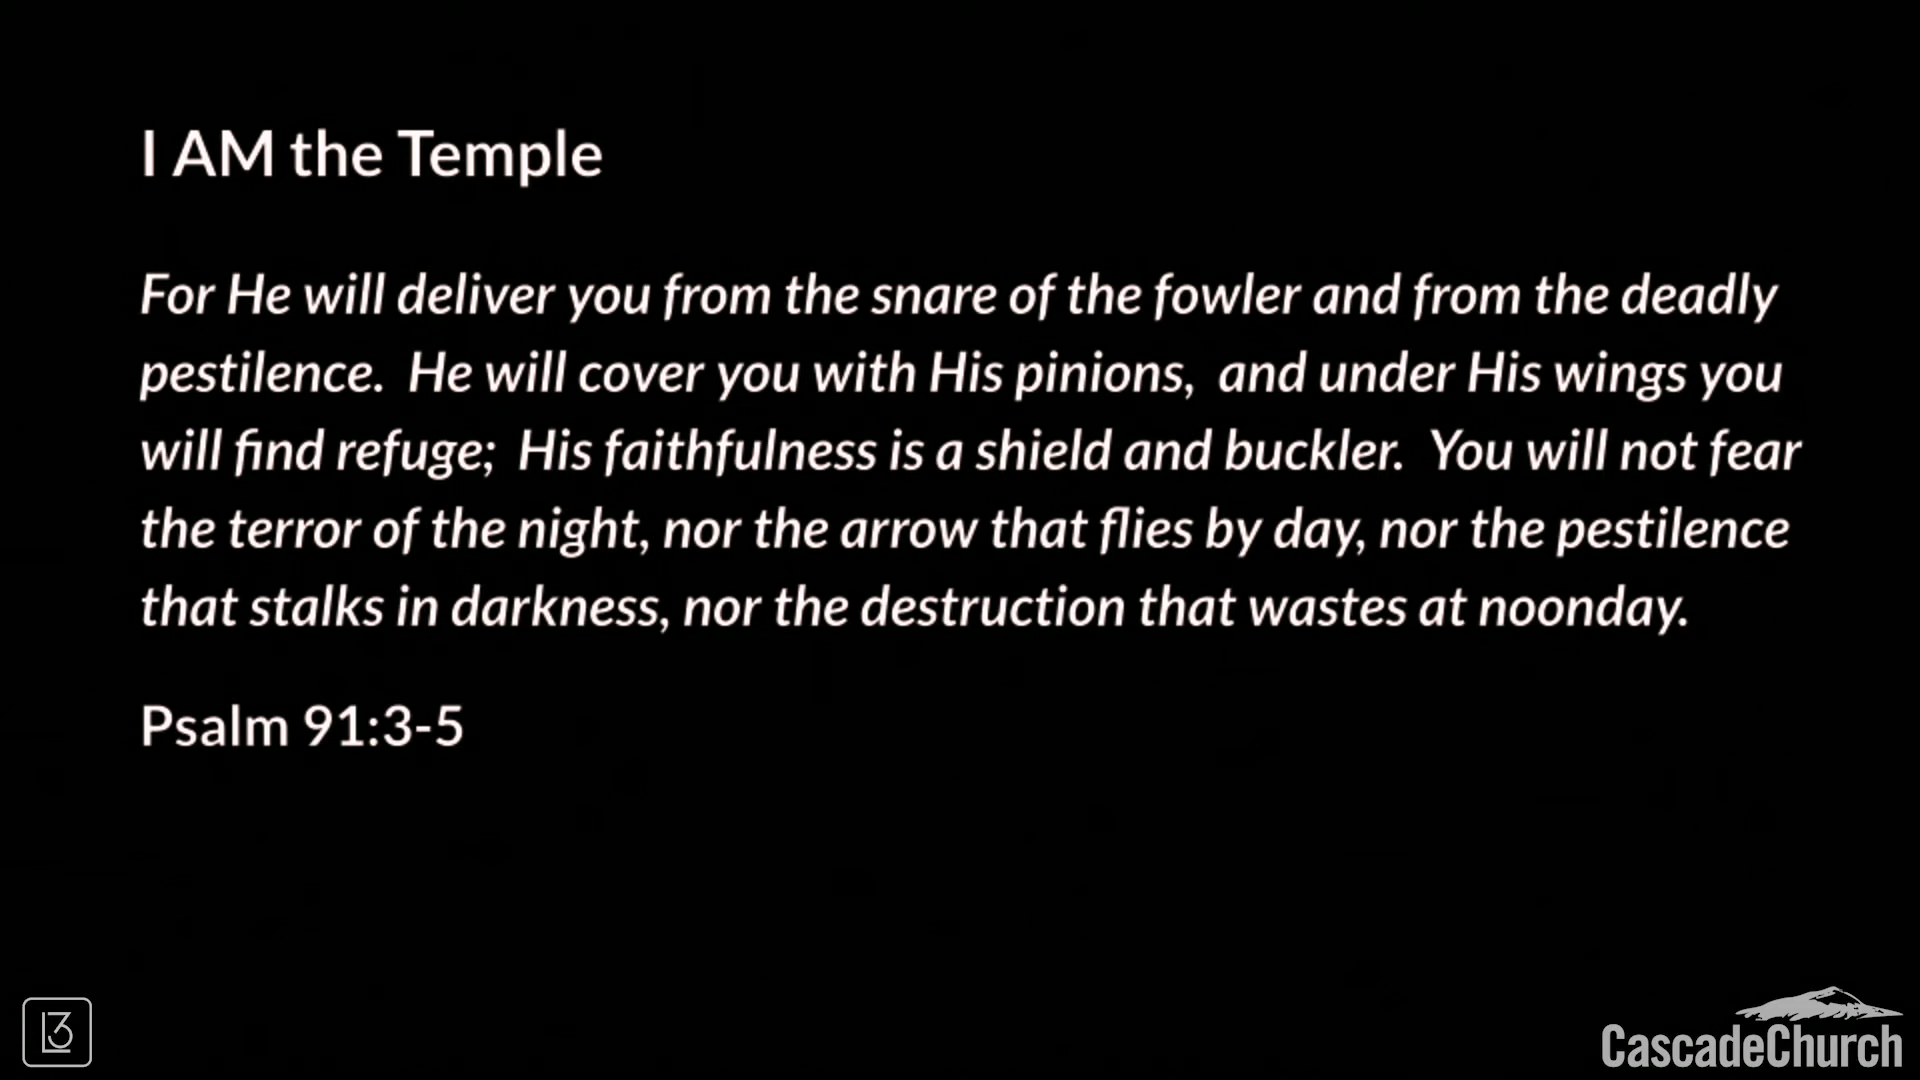 I AM the Temple
For He will deliver you from the snare of the fowler and from the deadly
pestilence. He will cover you with His pinions, and under His wings you
will find refuge; His faithfulness is a shield and buckler. You will not fear
the terror of the night, nor the arrow that flies by day, nor the pestilence
that stalks in darkness, nor the destruction that wastes at noonday.
Psalm 91:3-5
L3
CascadeChurch